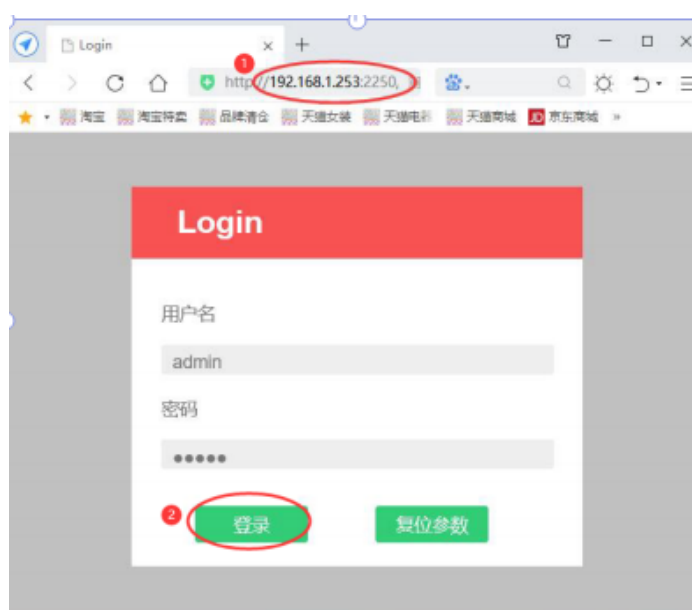 Login
1
http://192.168.1.253:2250,
淘宝 淘宝特卖 品牌清仓 天猫女装 天猫电器 天猫商城 JD 京东商城 »
Login
用户名
admin
密码
•••••
2 登录 复位参数